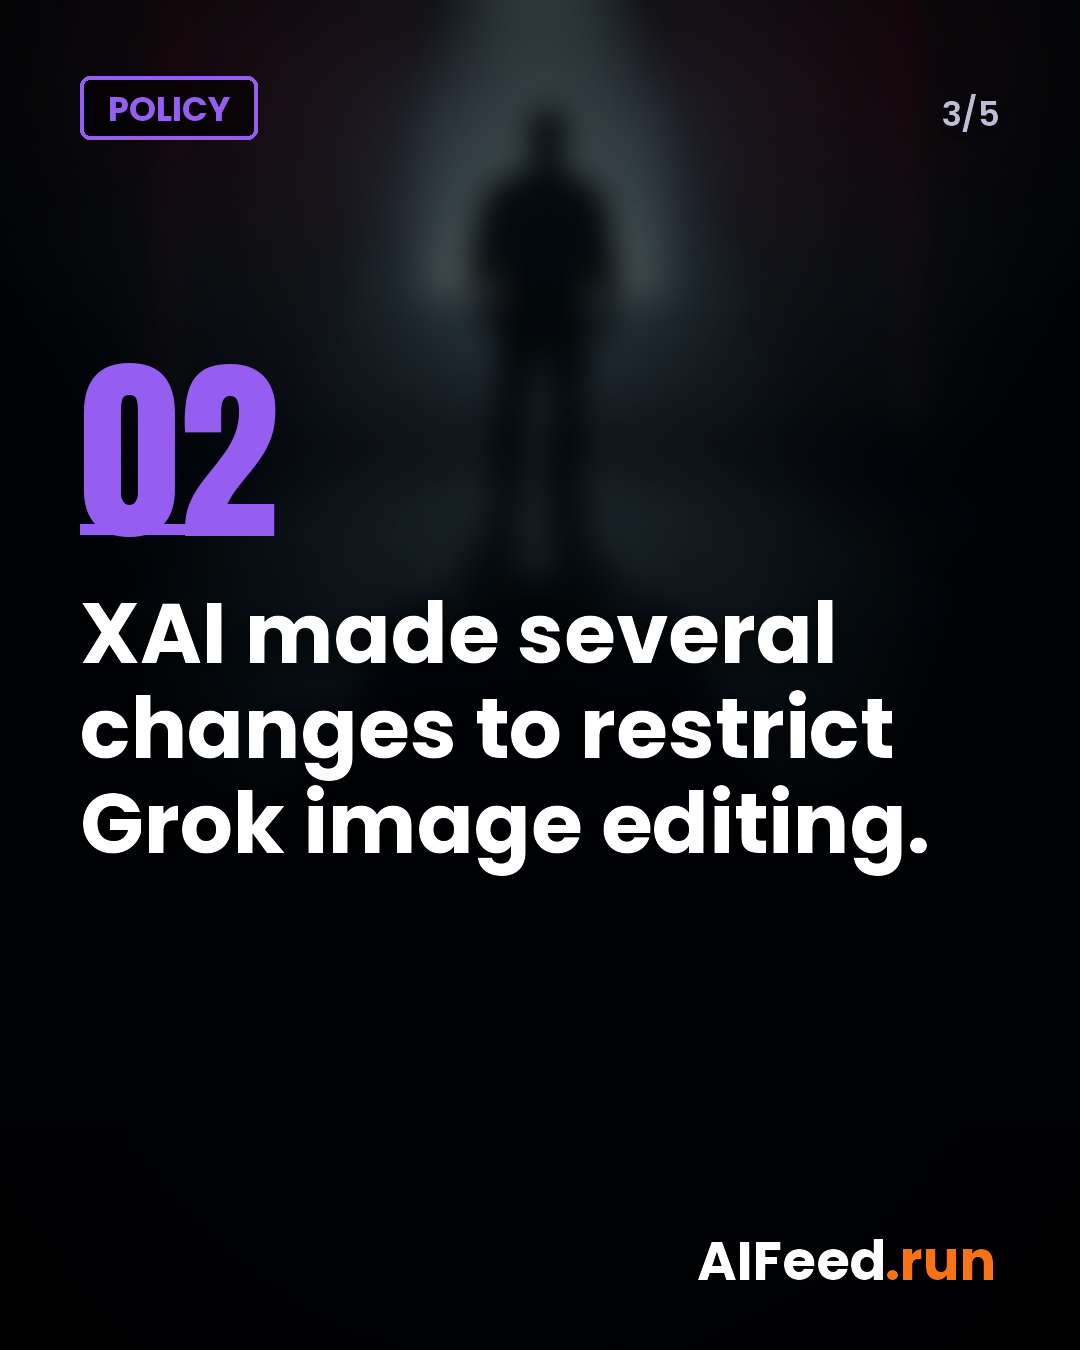 POLICY
3/5
02
XAI made several
changes to restrict
Grok image editing.
AIFeed.run